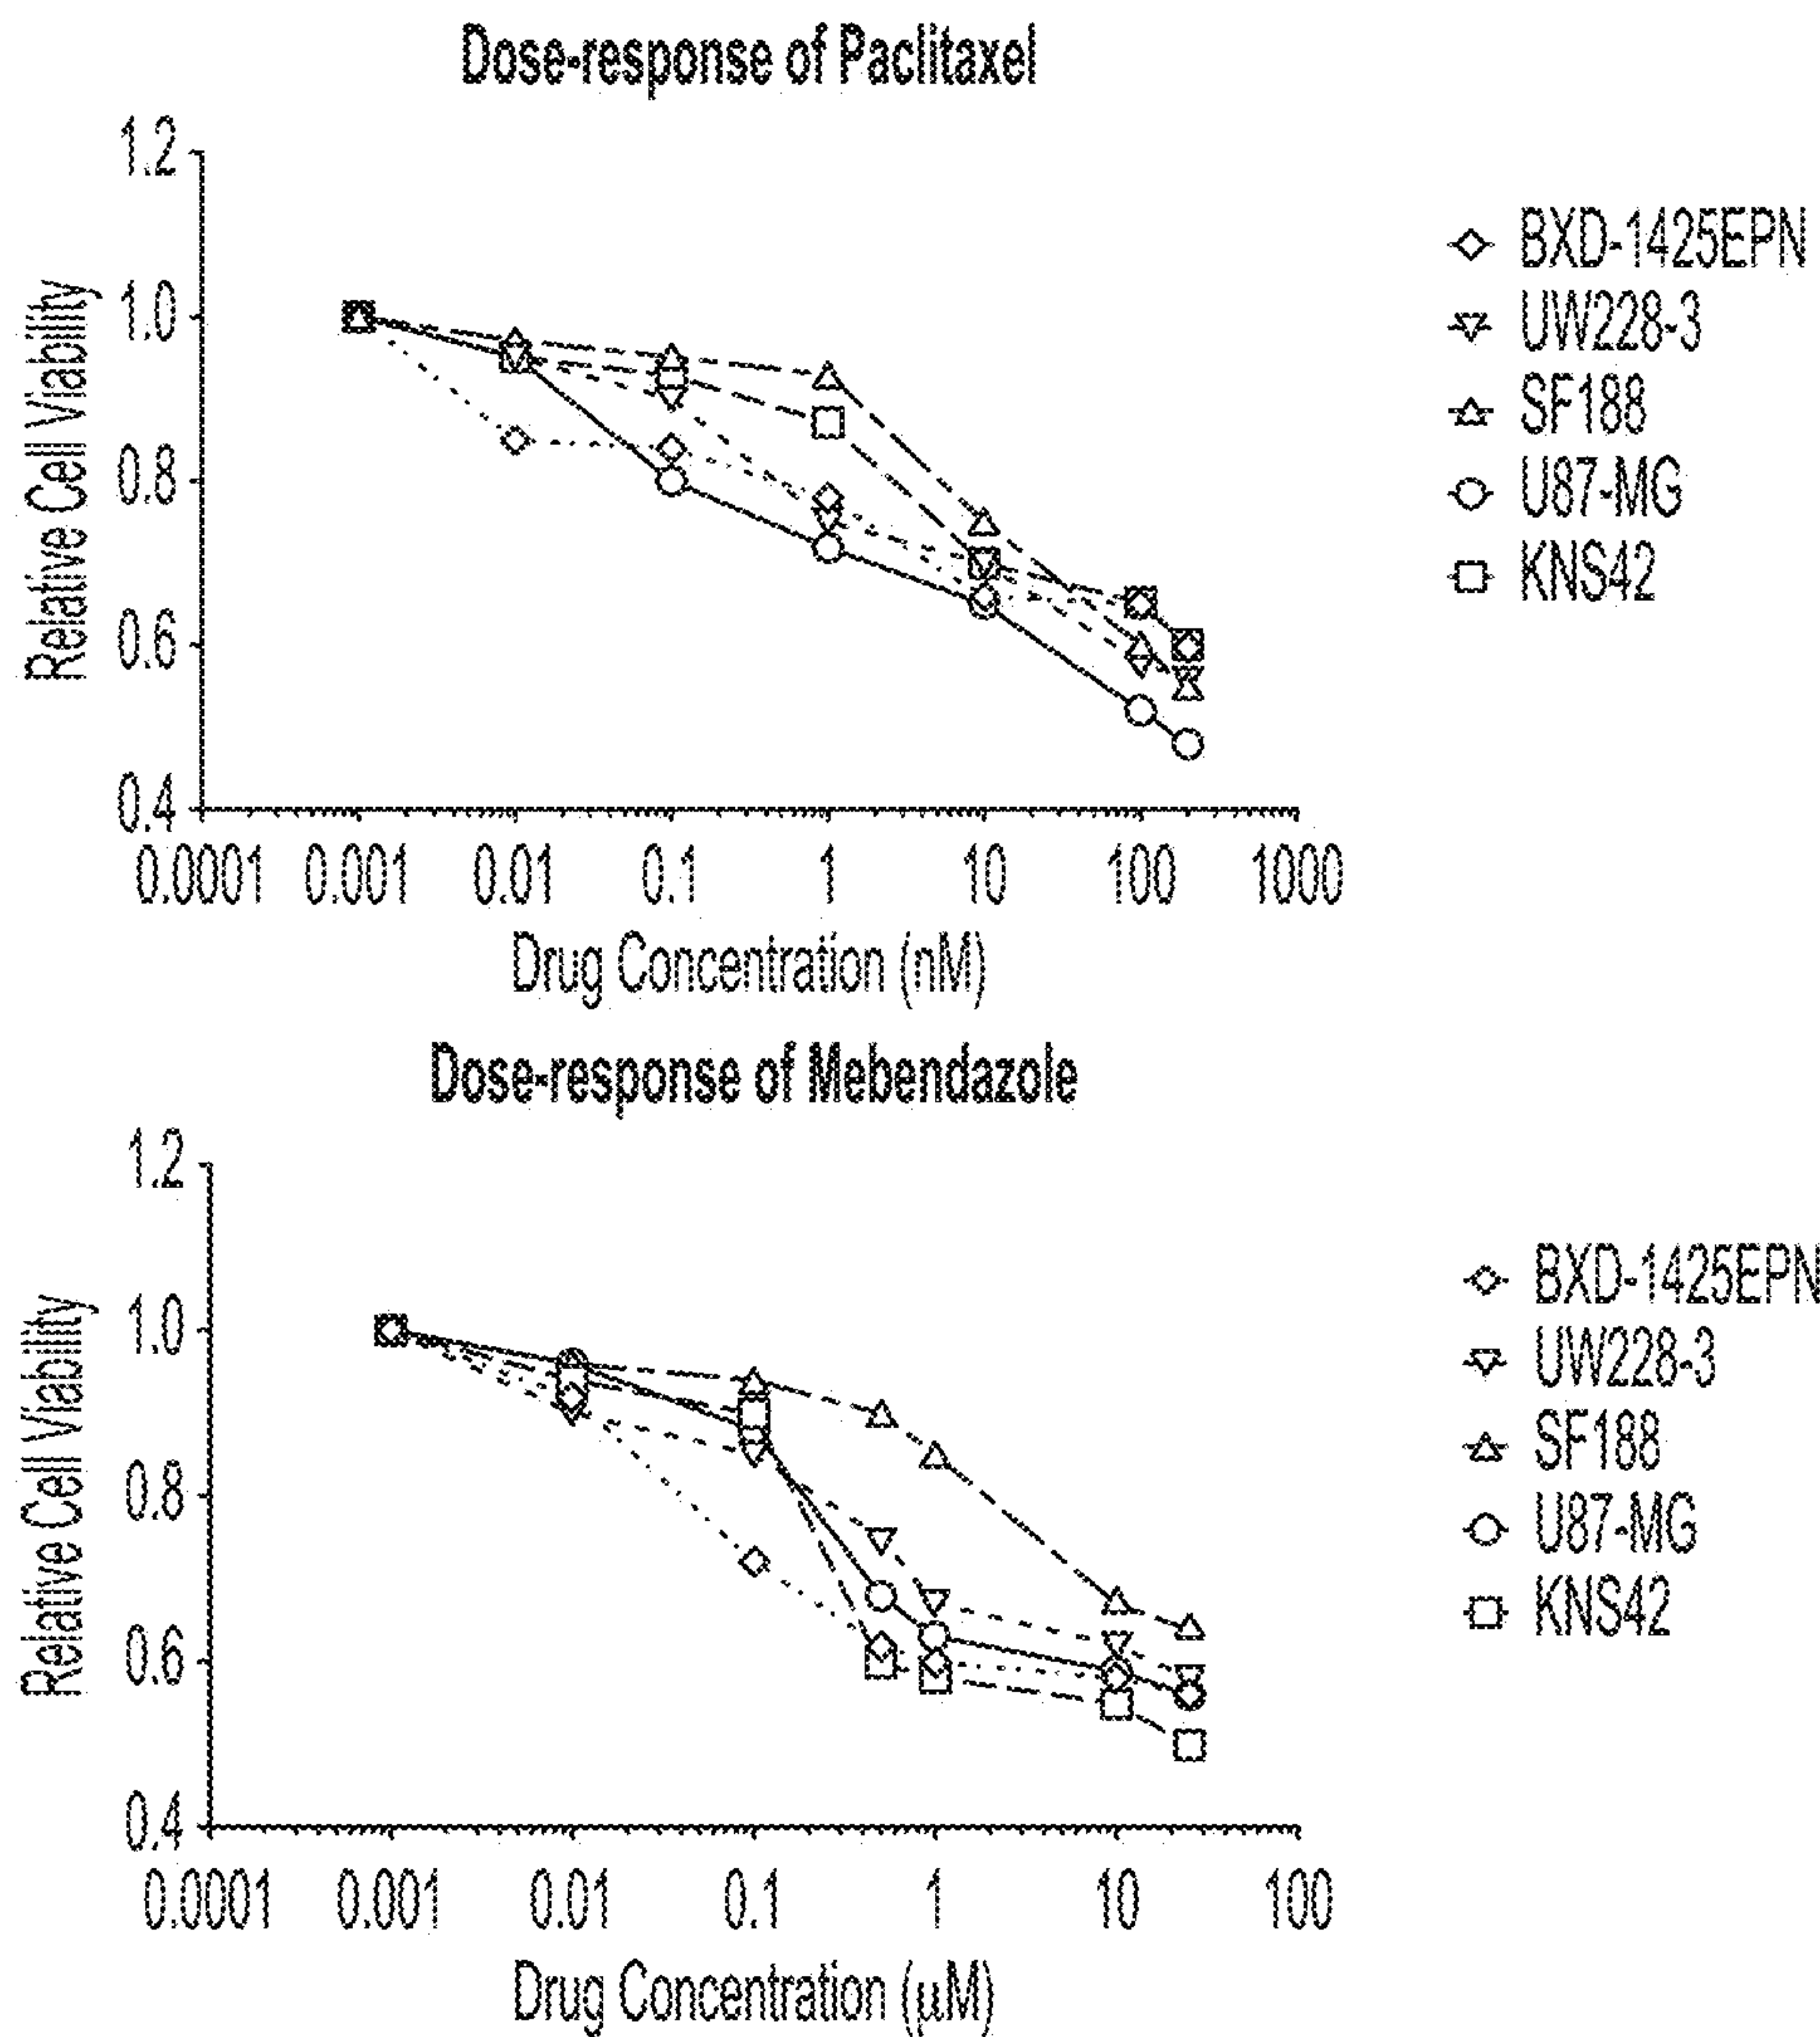 Dose-response of Paclitaxel
1.2
1.0
0.8
0.6
0.4
Relative Cell Viability
0.0001 0.001 0.01 0.1 1 10 100 1000
Drug Concentration (nM)
BXD-1425EPN
UW228-3
SF188
U87-MG
KNS42
Dose-response of Mebendazole
1.2
1.0
0.8
0.6
0.4
Relative Cell Viability
0.0001 0.001 0.01 0.1 1 10 100
Drug Concentration (µM)
BXD-1425EPN
UW228-3
SF188
U87-MG
KNS42